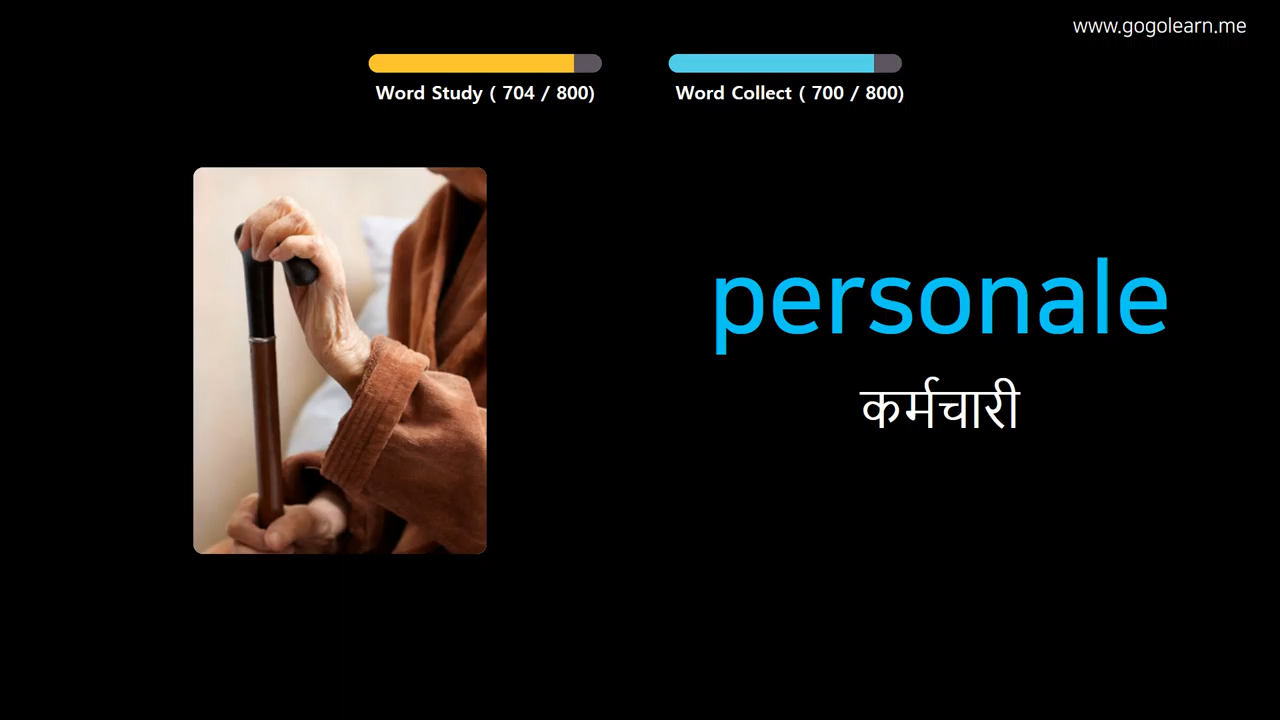 www.gogolearn.me
Word Study ( 704 / 800)
Word Collect ( 700 / 800)
personale
कर्मचारी